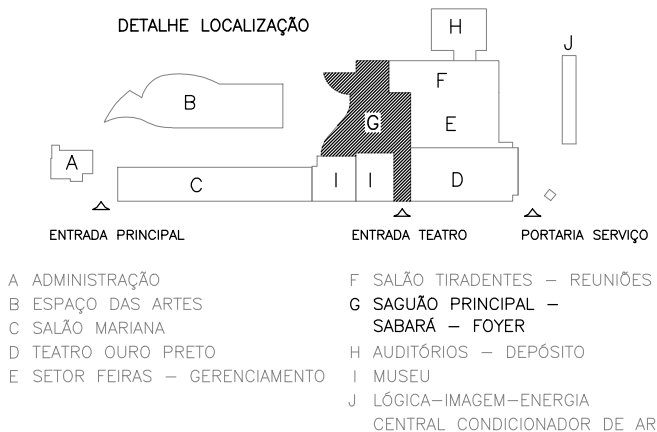 DETALHE LOCALIZAÇÃO
H
J
F
B
G
E
A
C
I
I
D
ENTRADA PRINCIPAL
ENTRADA TEATRO
PORTARIA SERVIÇO
A ADMINISTRAÇÃO
B ESPAÇO DAS ARTES
C SALÃO MARIANA
D TEATRO OURO PRETO
E SETOR FEIRAS – GERENCIAMENTO
F SALÃO TIRADENTES – REUNIÕES
G SAGUÃO PRINCIPAL –
SABARÁ – FOYER
H AUDITÓRIOS – DEPÓSITO
I MUSEU
J LÓGICA–IMAGEM–ENERGIA
CENTRAL CONDICIONADOR DE AR